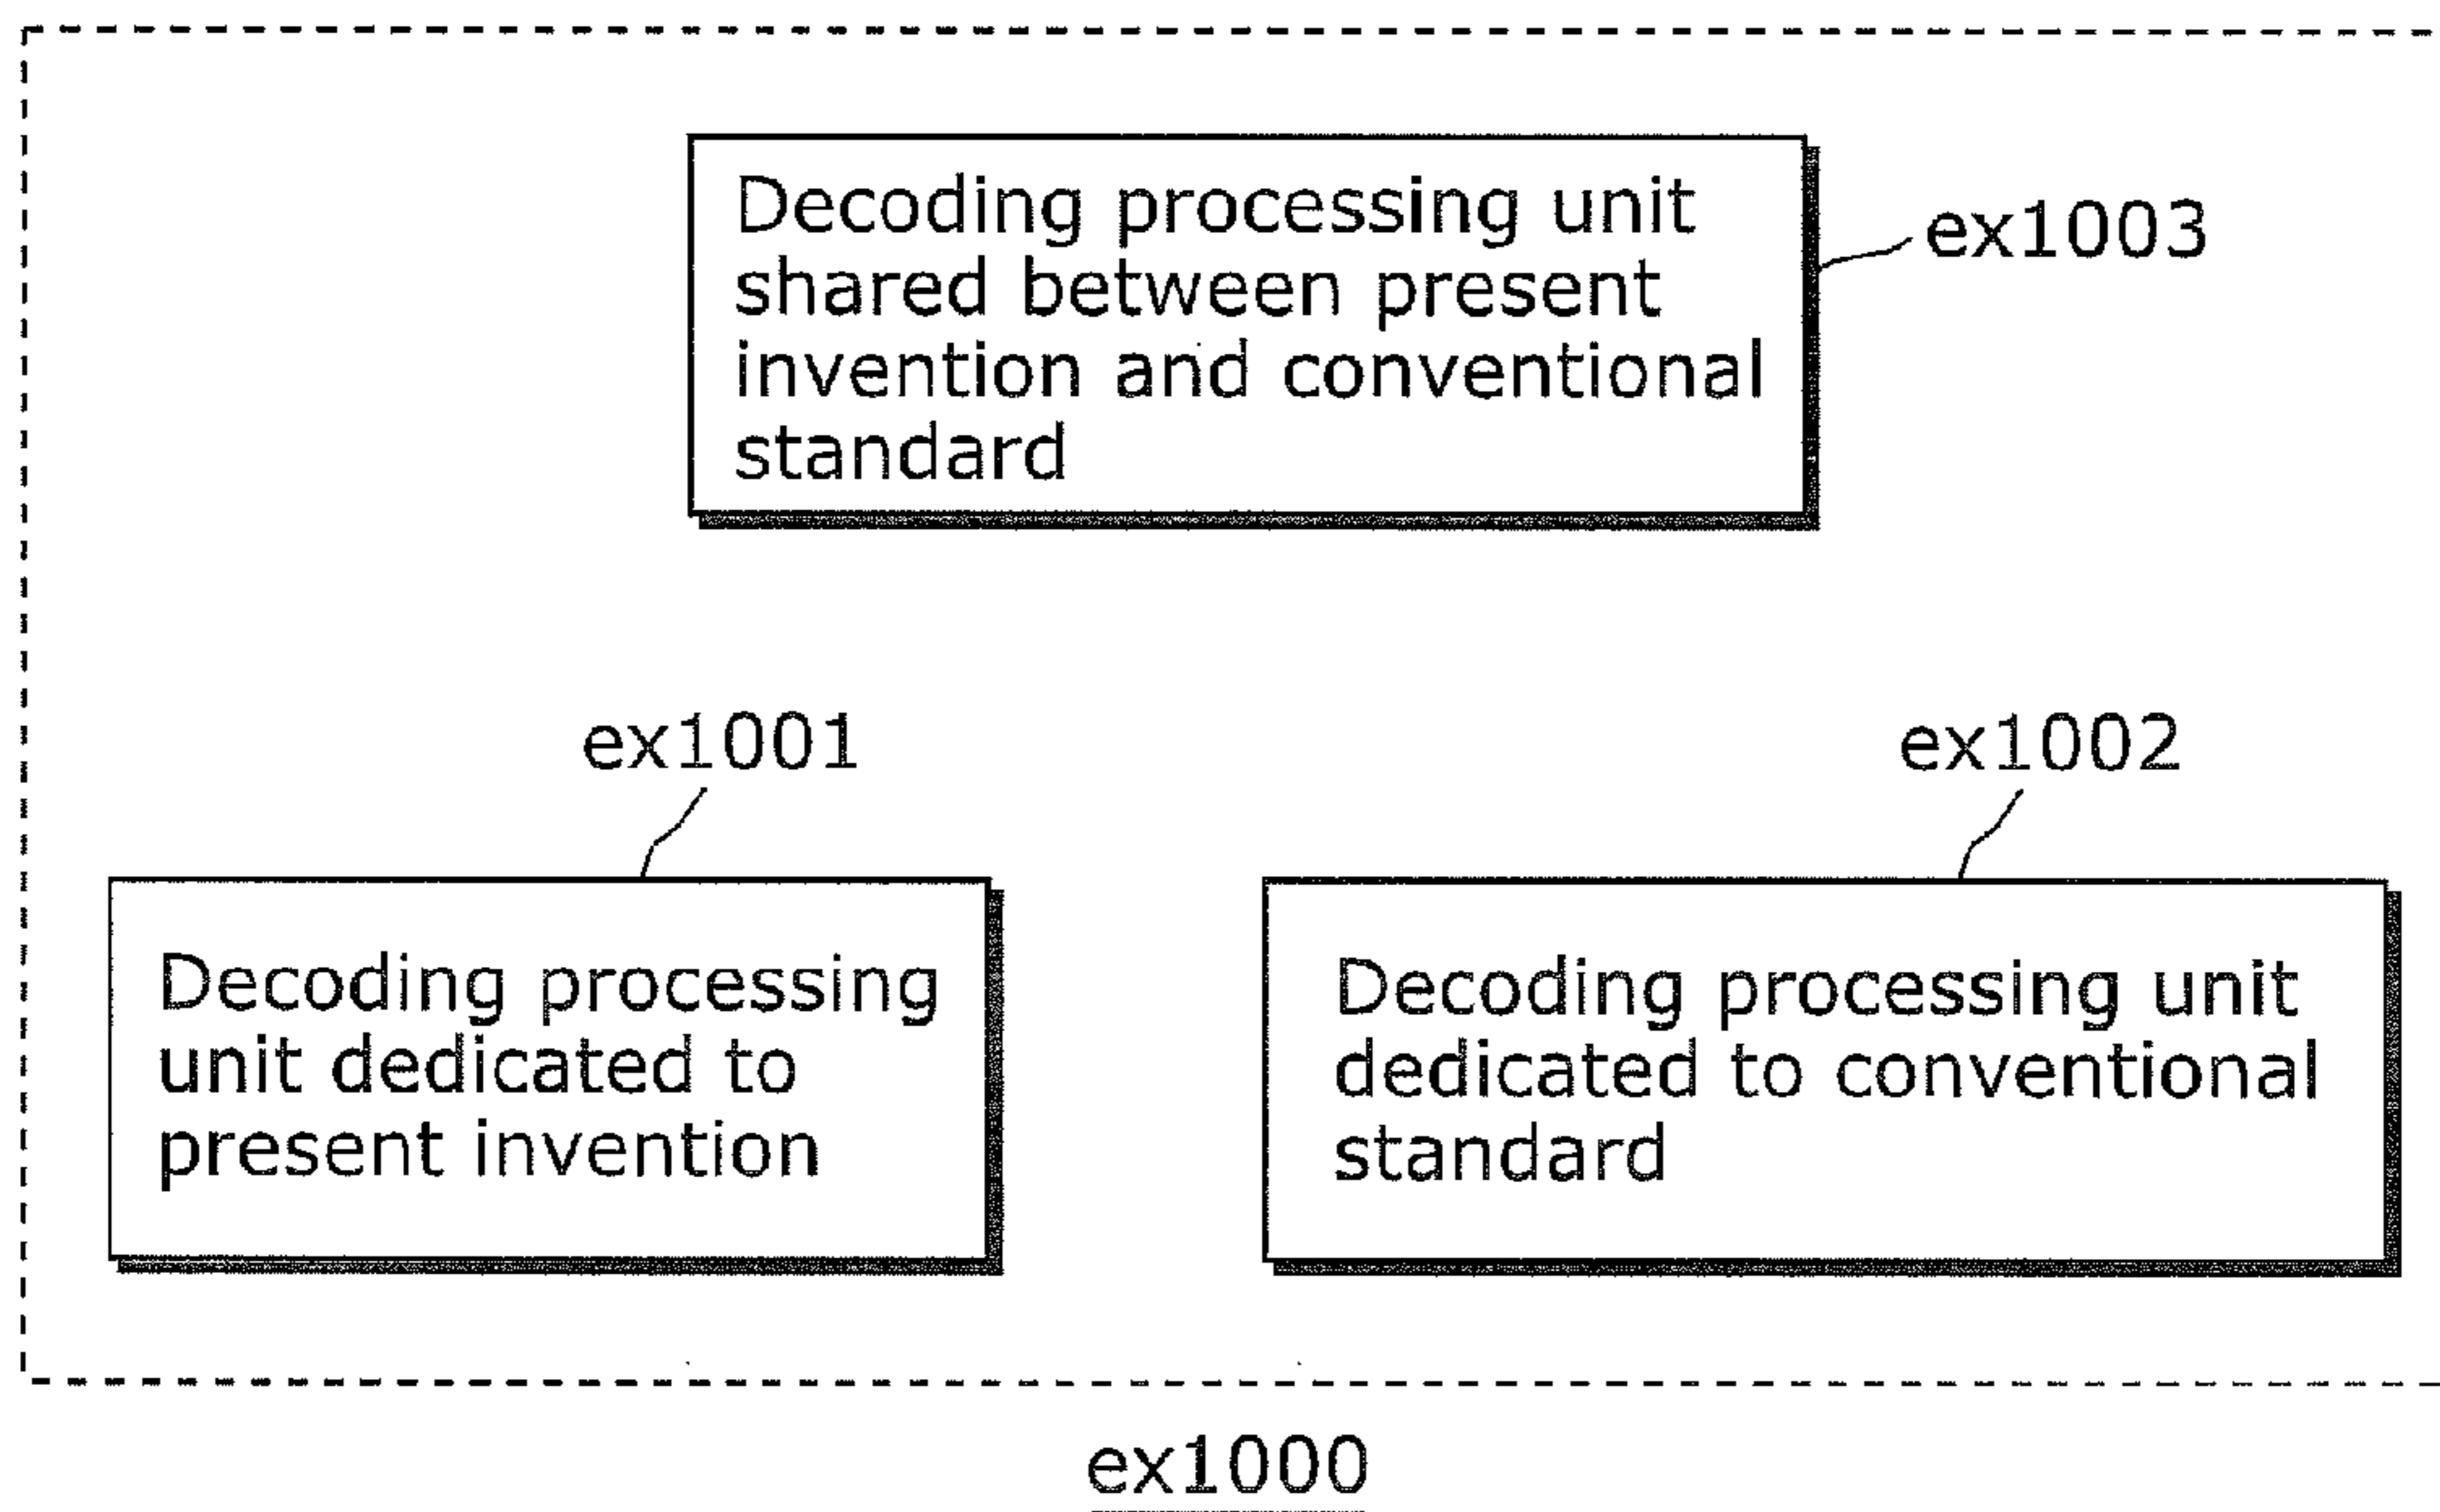 Decoding processing unit
shared between present
invention and conventional
standard
ex1003
ex1001
ex1002
Decoding processing
unit dedicated to
present invention
Decoding processing unit
dedicated to conventional
standard
ex1000